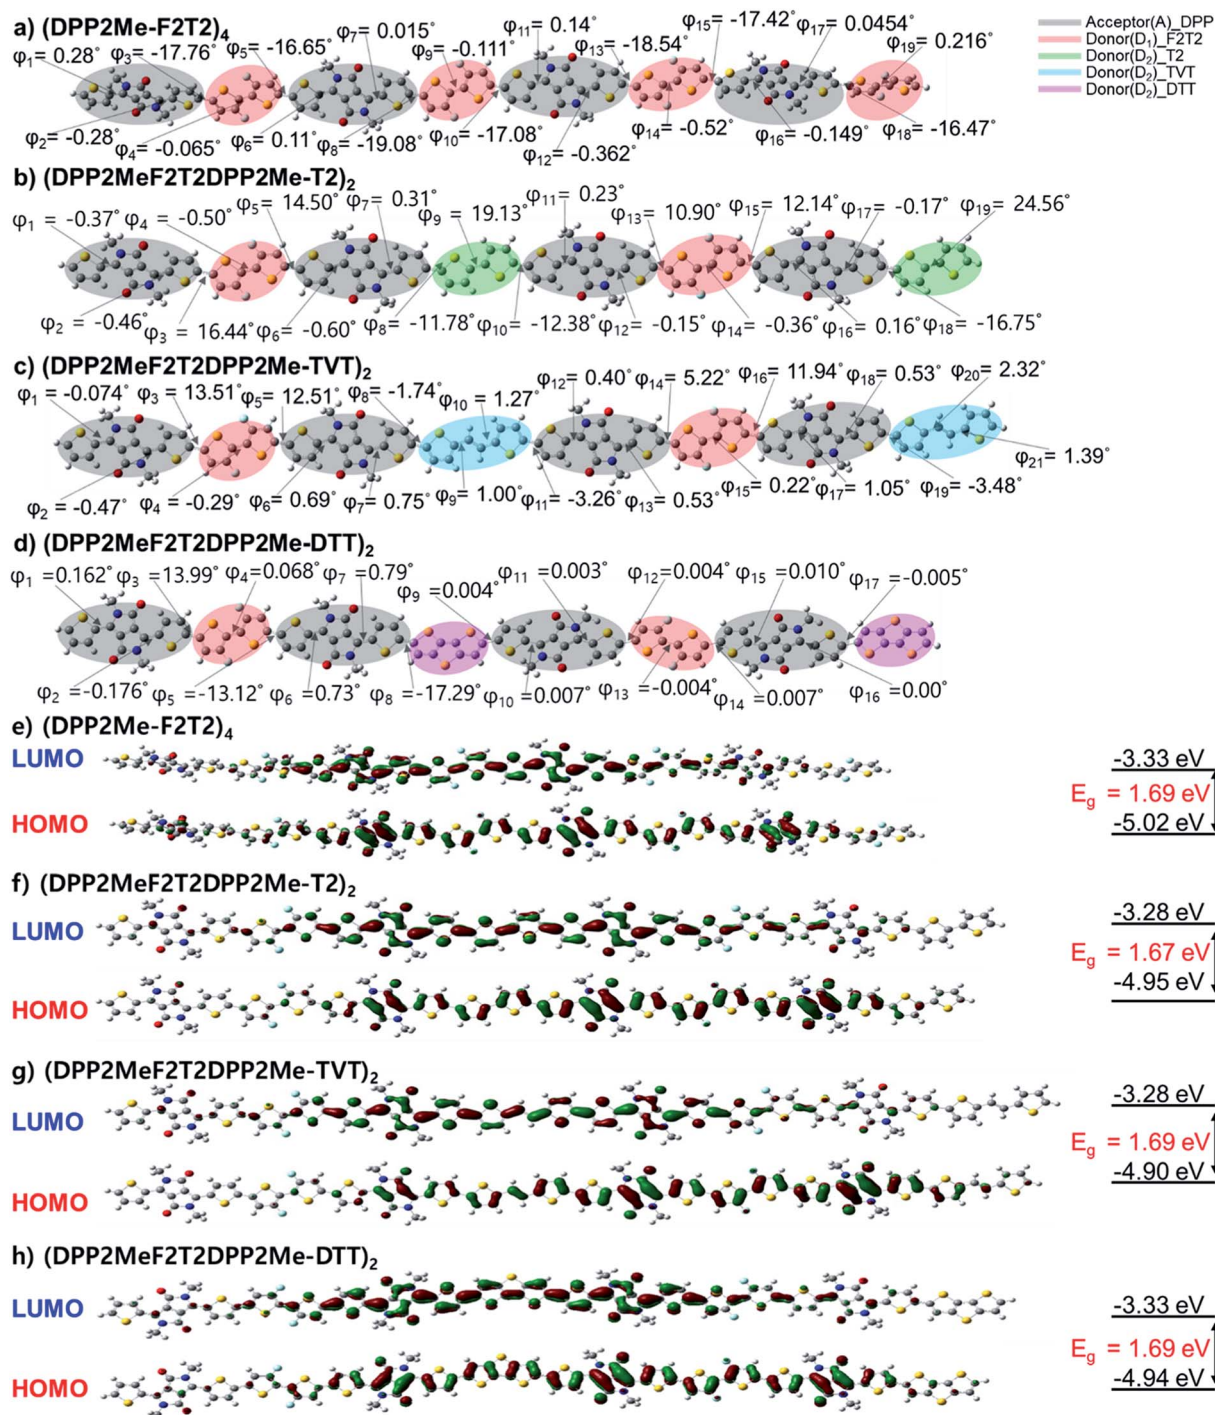 a) (DPP2Me-F2T2)4
φ1= 0.28° φ3= -17.76° φ5= -16.65° φ7= 0.015° φ9= -0.111° φ11= 0.14° φ13= -18.54° φ15= -17.42° φ17= 0.0454° φ19= 0.216°
φ2= -0.28° φ4= -0.065° φ6= 0.11° φ8= -19.08° φ10= -17.08° φ12= -0.362° φ14= -0.52° φ16= -0.149° φ18= -16.47°
Acceptor(A)_DPP
Donor(D1)_F2T2
Donor(D2)_T2
Donor(D2)_TVT
Donor(D2)_DTT
b) (DPP2MeF2T2DPP2Me-T2)2
φ1 = -0.37° φ4 = -0.50° φ5= 14.50° φ7= 0.31° φ9 = 19.13° φ11= 0.23° φ13= 10.90° φ15= 12.14° φ17= -0.17° φ19= 24.56°
φ2 = -0.46° φ3 = 16.44° φ6= -0.60° φ8= -11.78° φ10= -12.38° φ12= -0.15° φ14= -0.36° φ16= 0.16° φ18= -16.75°
c) (DPP2MeF2T2DPP2Me-TVT)2
φ1 = -0.074° φ3 = 13.51° φ5= 12.51° φ8= -1.74° φ10= 1.27° φ12= 0.40° φ14= 5.22° φ16= 11.94° φ18= 0.53° φ20= 2.32°
φ2 = -0.47° φ4 = -0.29° φ6= 0.69° φ7= 0.75° φ9= 1.00° φ11= -3.26° φ13= 0.53° φ15= 0.22° φ17= 1.05° φ19= -3.48° φ21= 1.39°
d) (DPP2MeF2T2DPP2Me-DTT)2
φ1 =0.162° φ3 =13.99° φ4=0.068° φ7 =0.79° φ9 =0.004° φ11 =0.003° φ12=0.004° φ15 =0.010° φ17 =-0.005°
φ2 =-0.176° φ5 =-13.12° φ6 =0.73° φ8 =-17.29° φ10 =0.007° φ13 =-0.004° φ14 =0.007° φ16 =0.00°
e) (DPP2Me-F2T2)4
LUMO
-3.33 eV
Eg = 1.69 eV
HOMO
-5.02 eV
f) (DPP2MeF2T2DPP2Me-T2)2
LUMO
-3.28 eV
Eg = 1.67 eV
HOMO
-4.95 eV
g) (DPP2MeF2T2DPP2Me-TVT)2
LUMO
-3.28 eV
Eg = 1.69 eV
HOMO
-4.90 eV
h) (DPP2MeF2T2DPP2Me-DTT)2
LUMO
-3.33 eV
Eg = 1.69 eV
HOMO
-4.94 eV